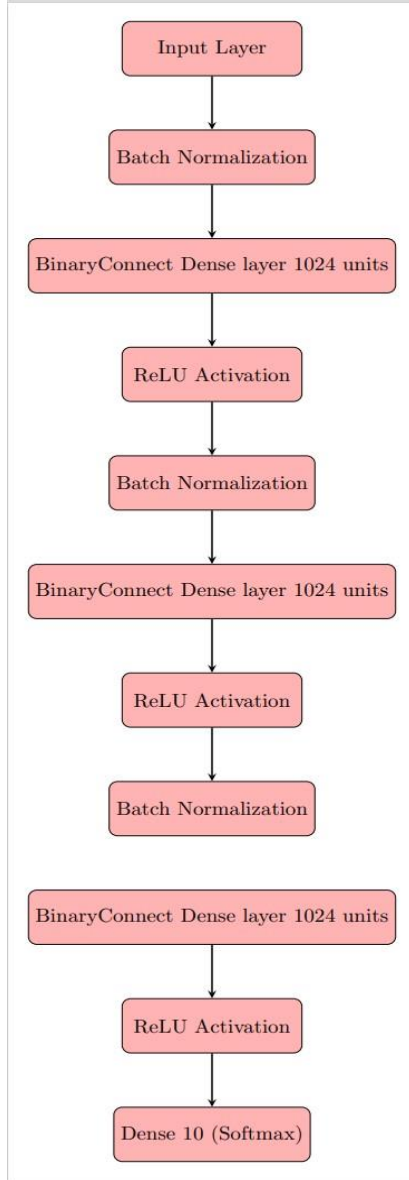 Input Layer
Batch Normalization
BinaryConnect Dense layer 1024 units
ReLU Activation
Batch Normalization
BinaryConnect Dense layer 1024 units
ReLU Activation
Batch Normalization
BinaryConnect Dense layer 1024 units
ReLU Activation
Dense 10 (Softmax)